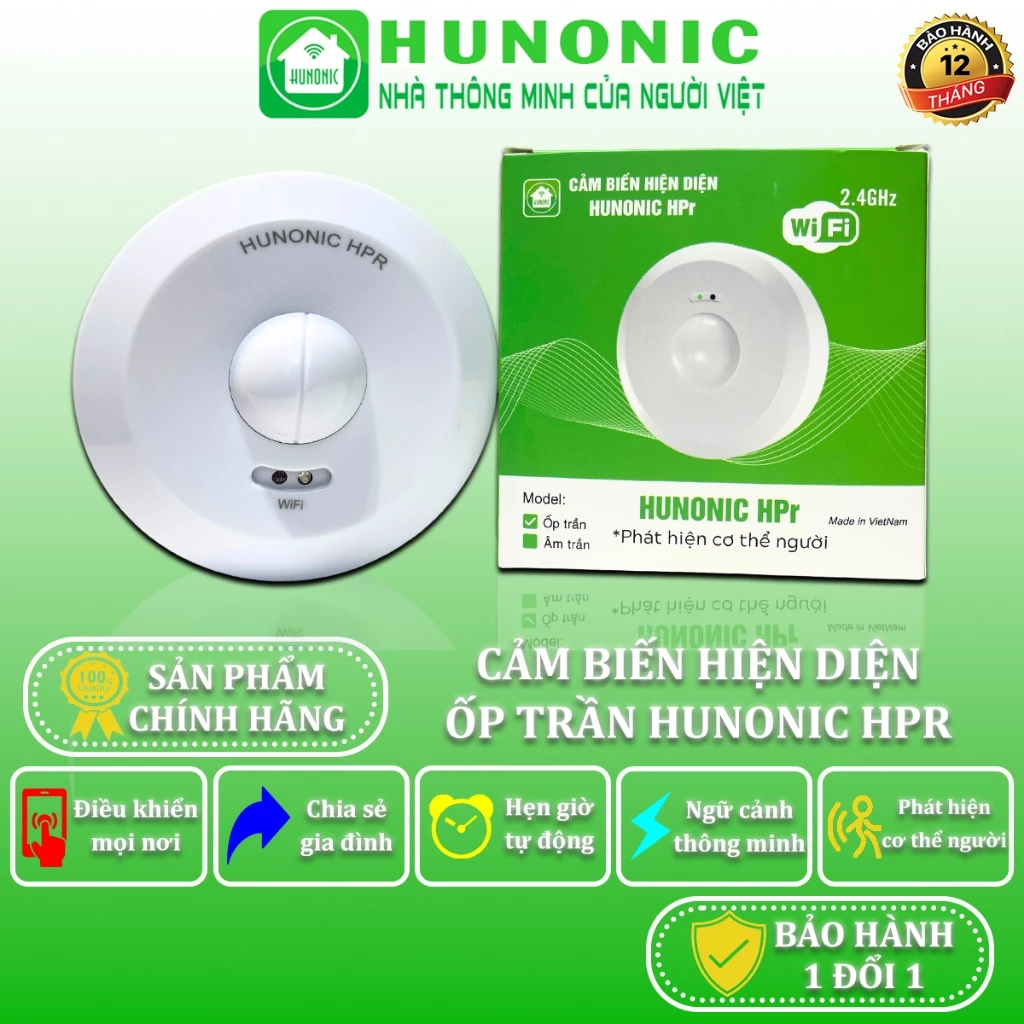 HUNONIC
HUNONIC
NHÀ THÔNG MINH CỦA NGƯỜI VIỆT
BẢO HÀNH
12
THÁNG
HUNONIC HPR
WiFi
HUNONIC
CẢM BIẾN HIỆN DIỆN
HUNONIC HPr
2.4GHz
WiFi
Model:
Ốp trần
Âm trần
HUNONIC HPr
*Phát hiện cơ thể người
Made in VietNam
100%
Quality
SẢN PHẨM
CHÍNH HÃNG
CẢM BIẾN HIỆN DIỆN
ỐP TRẦN HUNONIC HPR
Điều khiển
mọi nơi
Chia sẻ
gia đình
Hẹn giờ
tự động
Ngữ cảnh
thông minh
Phát hiện
cơ thể người
BẢO HÀNH
1 ĐỔI 1